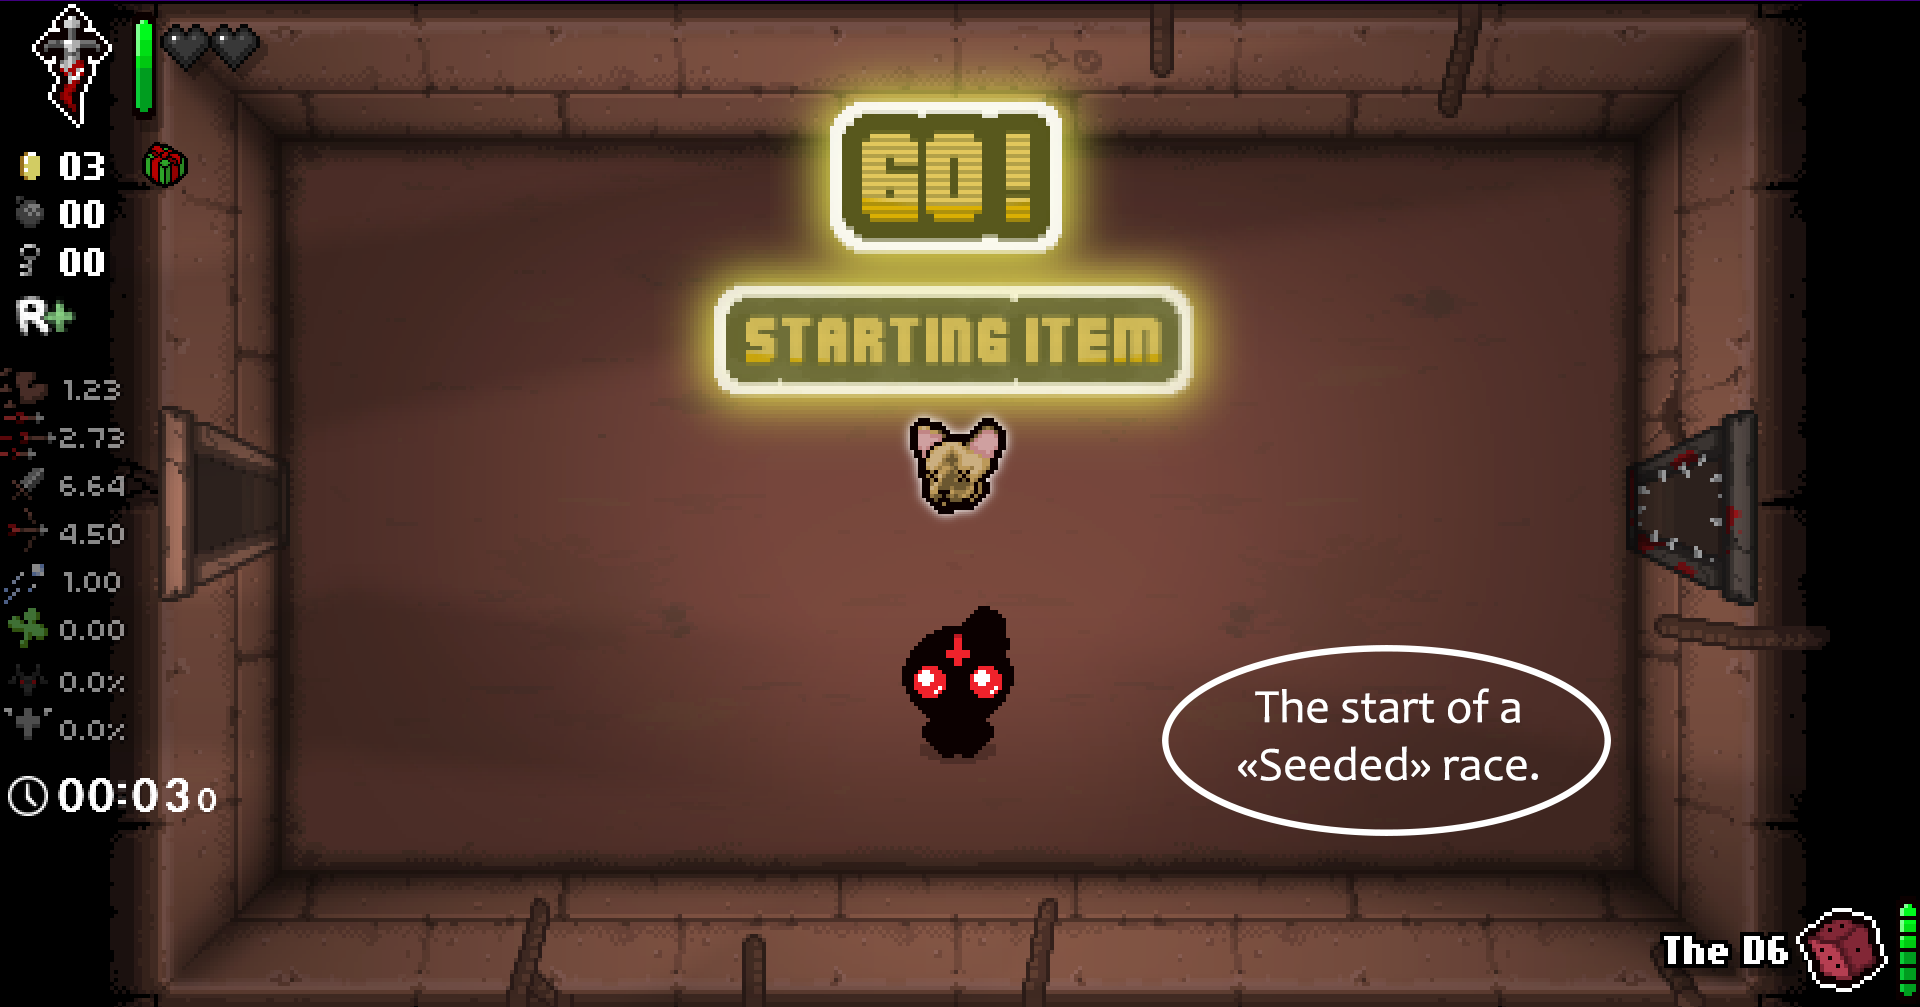 GO!
STARTING ITEM
03
00
00
R+
1.23
2.73
6.64
4.50
1.00
0.00
0.0%
0.0%
00:03 0
The start of a
«Seeded» race.
The D6